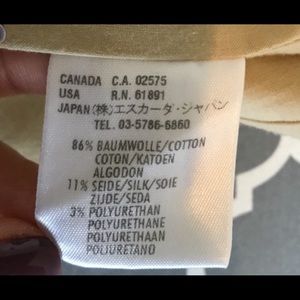 CANADA C.A. 02575
USA R.N. 61891
JAPAN(株)エスカーダ・ジャパン
TEL. 03-5786-6860
86% BAUMWOLLE/COTTON
COTON/KATOEN
ALGODON
11% SEIDE/SILK/SOIE
ZIJDE/SEDA
3% POLYURETHAN
POLYURETHANE
POLYURETHAAN
POLIURETANO